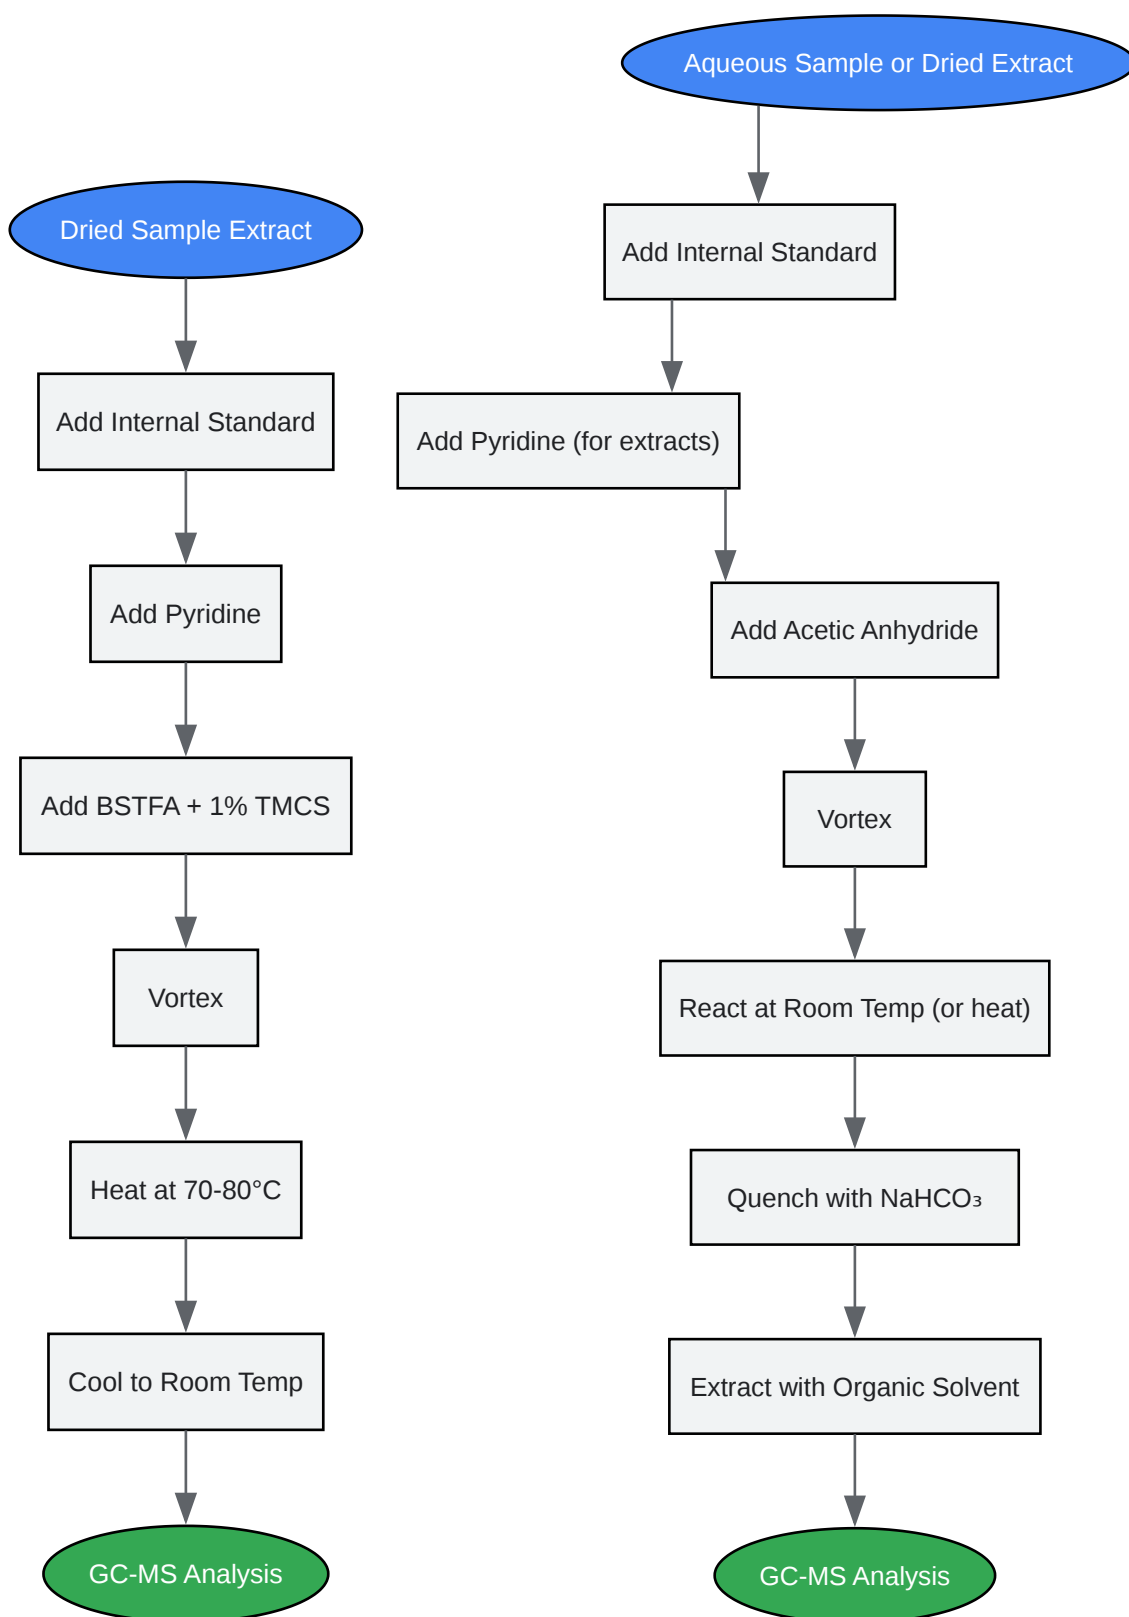 Dried Sample Extract
Add Internal Standard
Add Pyridine
Add BSTFA + 1% TMCS
Vortex
Heat at 70-80°C
Cool to Room Temp
GC-MS Analysis
Aqueous Sample or Dried Extract
Add Internal Standard
Add Pyridine (for extracts)
Add Acetic Anhydride
Vortex
React at Room Temp (or heat)
Quench with NaHCO₃
Extract with Organic Solvent
GC-MS Analysis